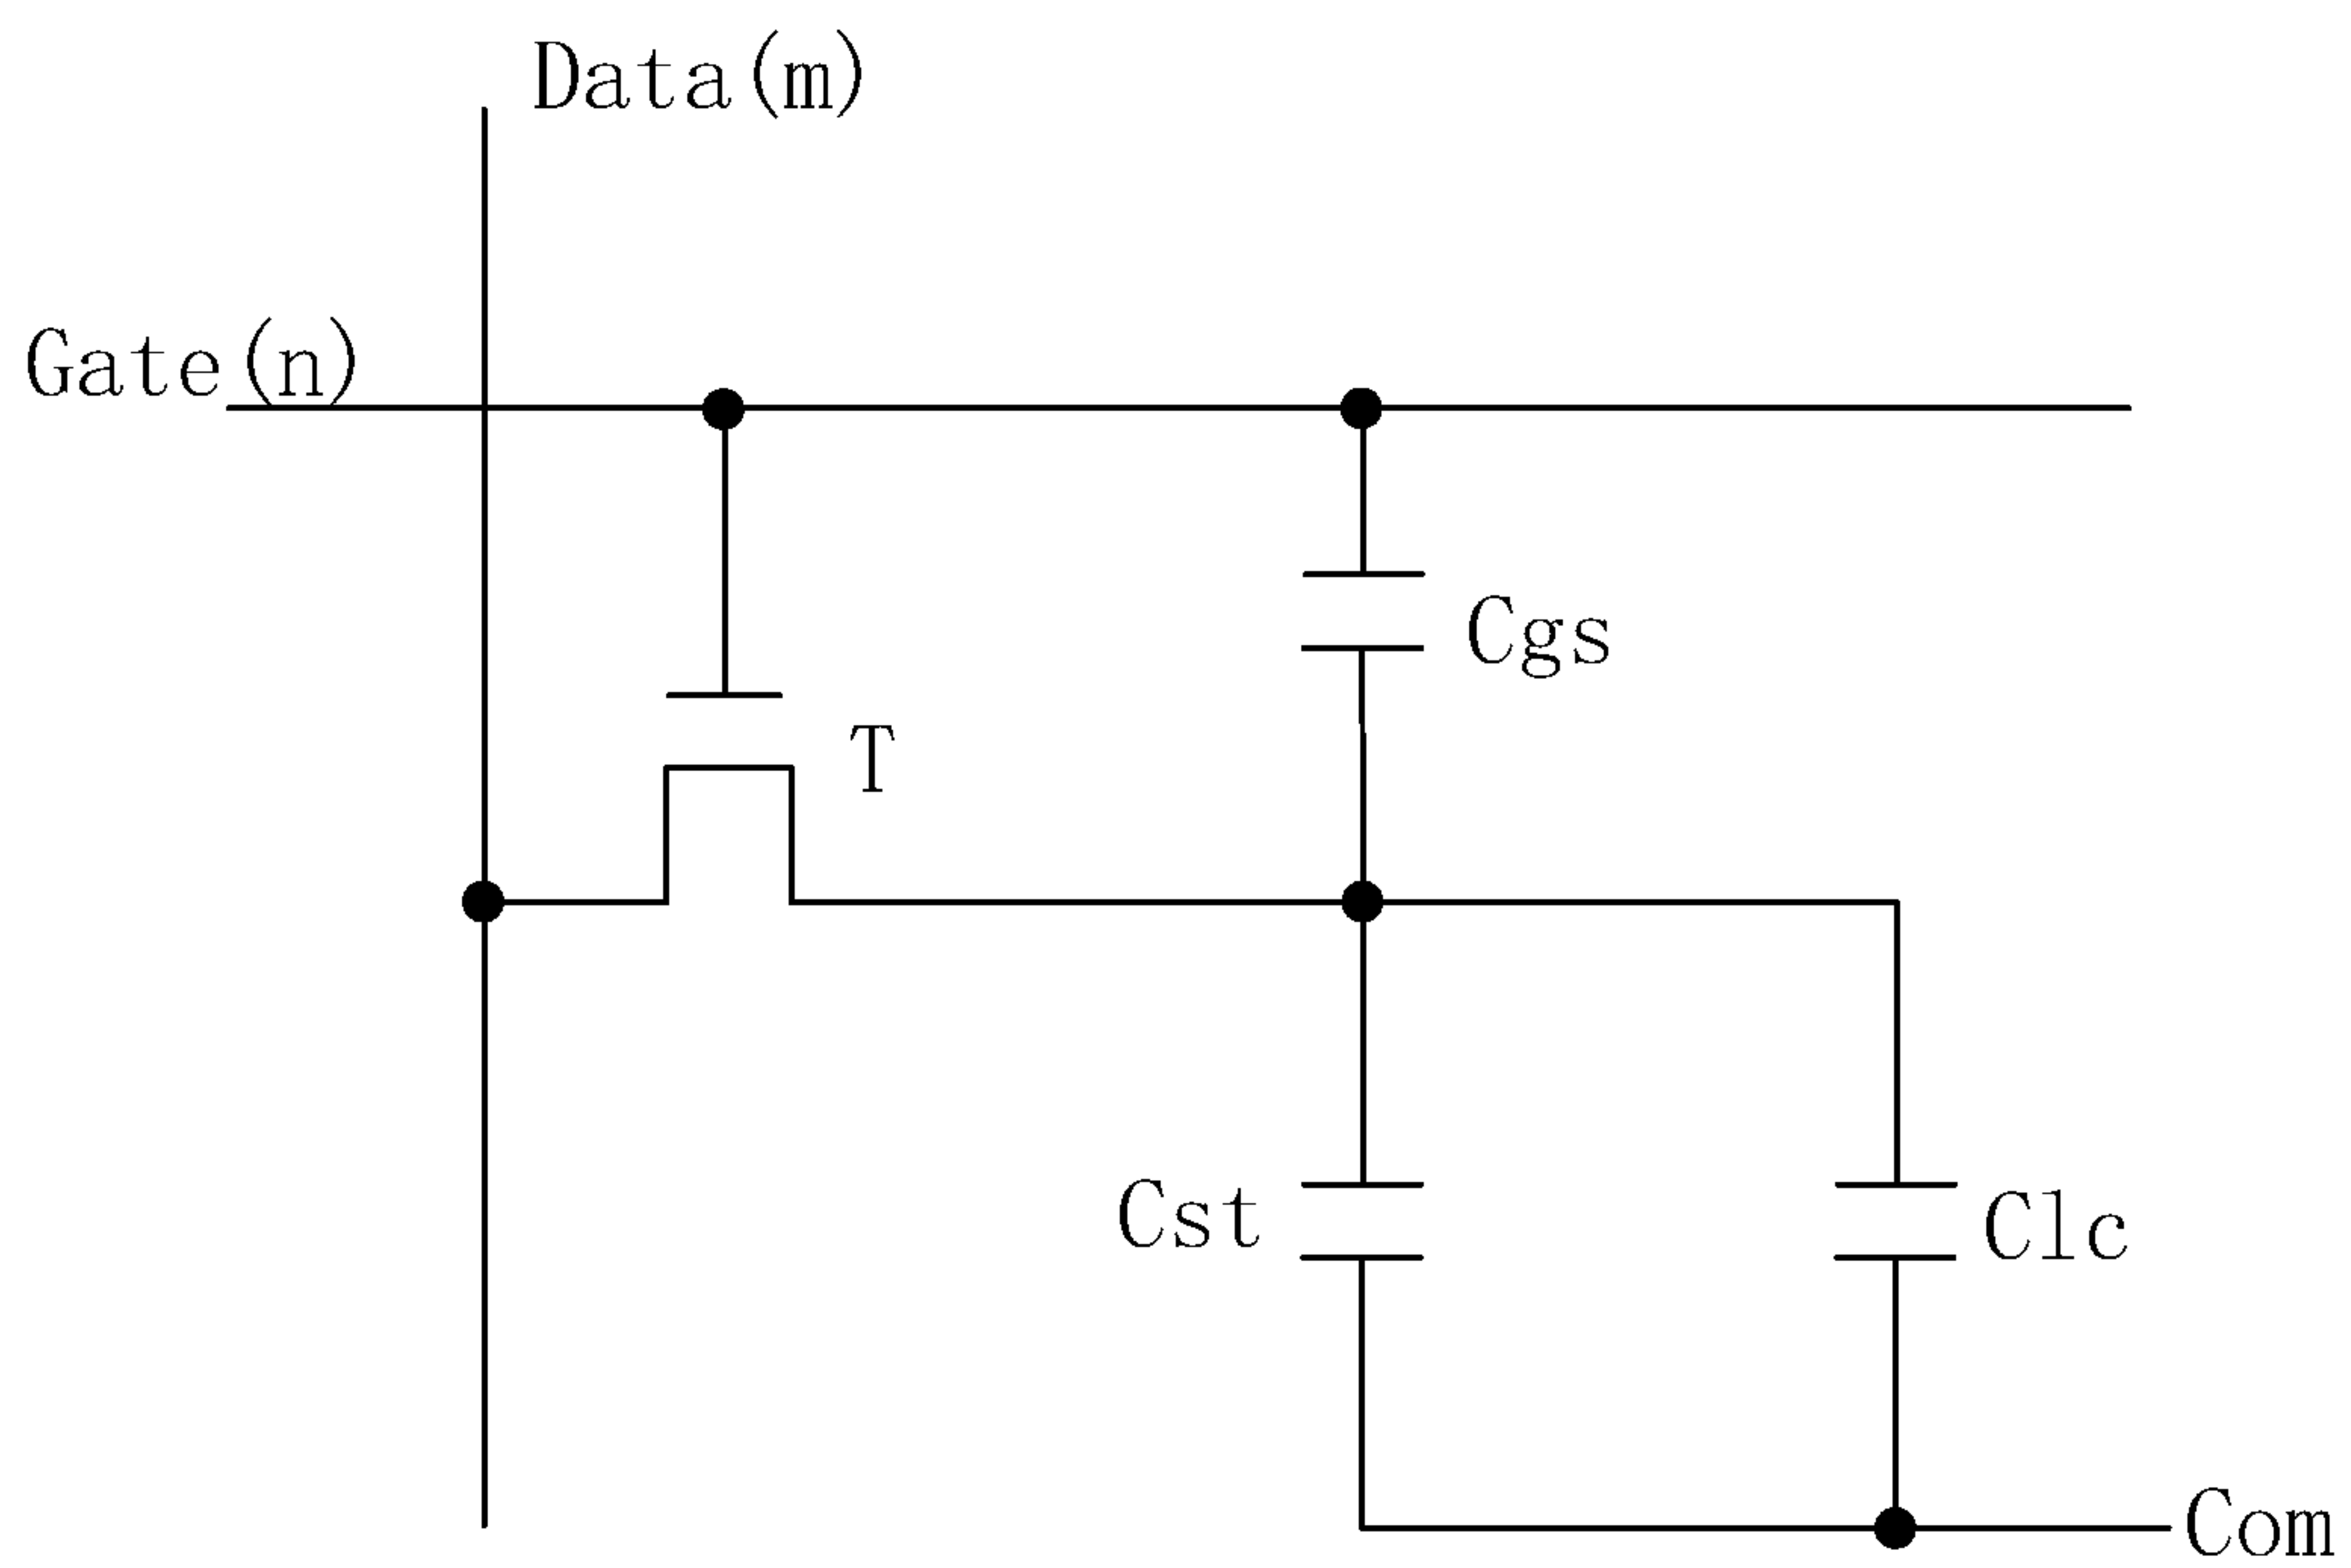 Data(m)
Gate(n)
Cgs
T
Cst
Clc
Com